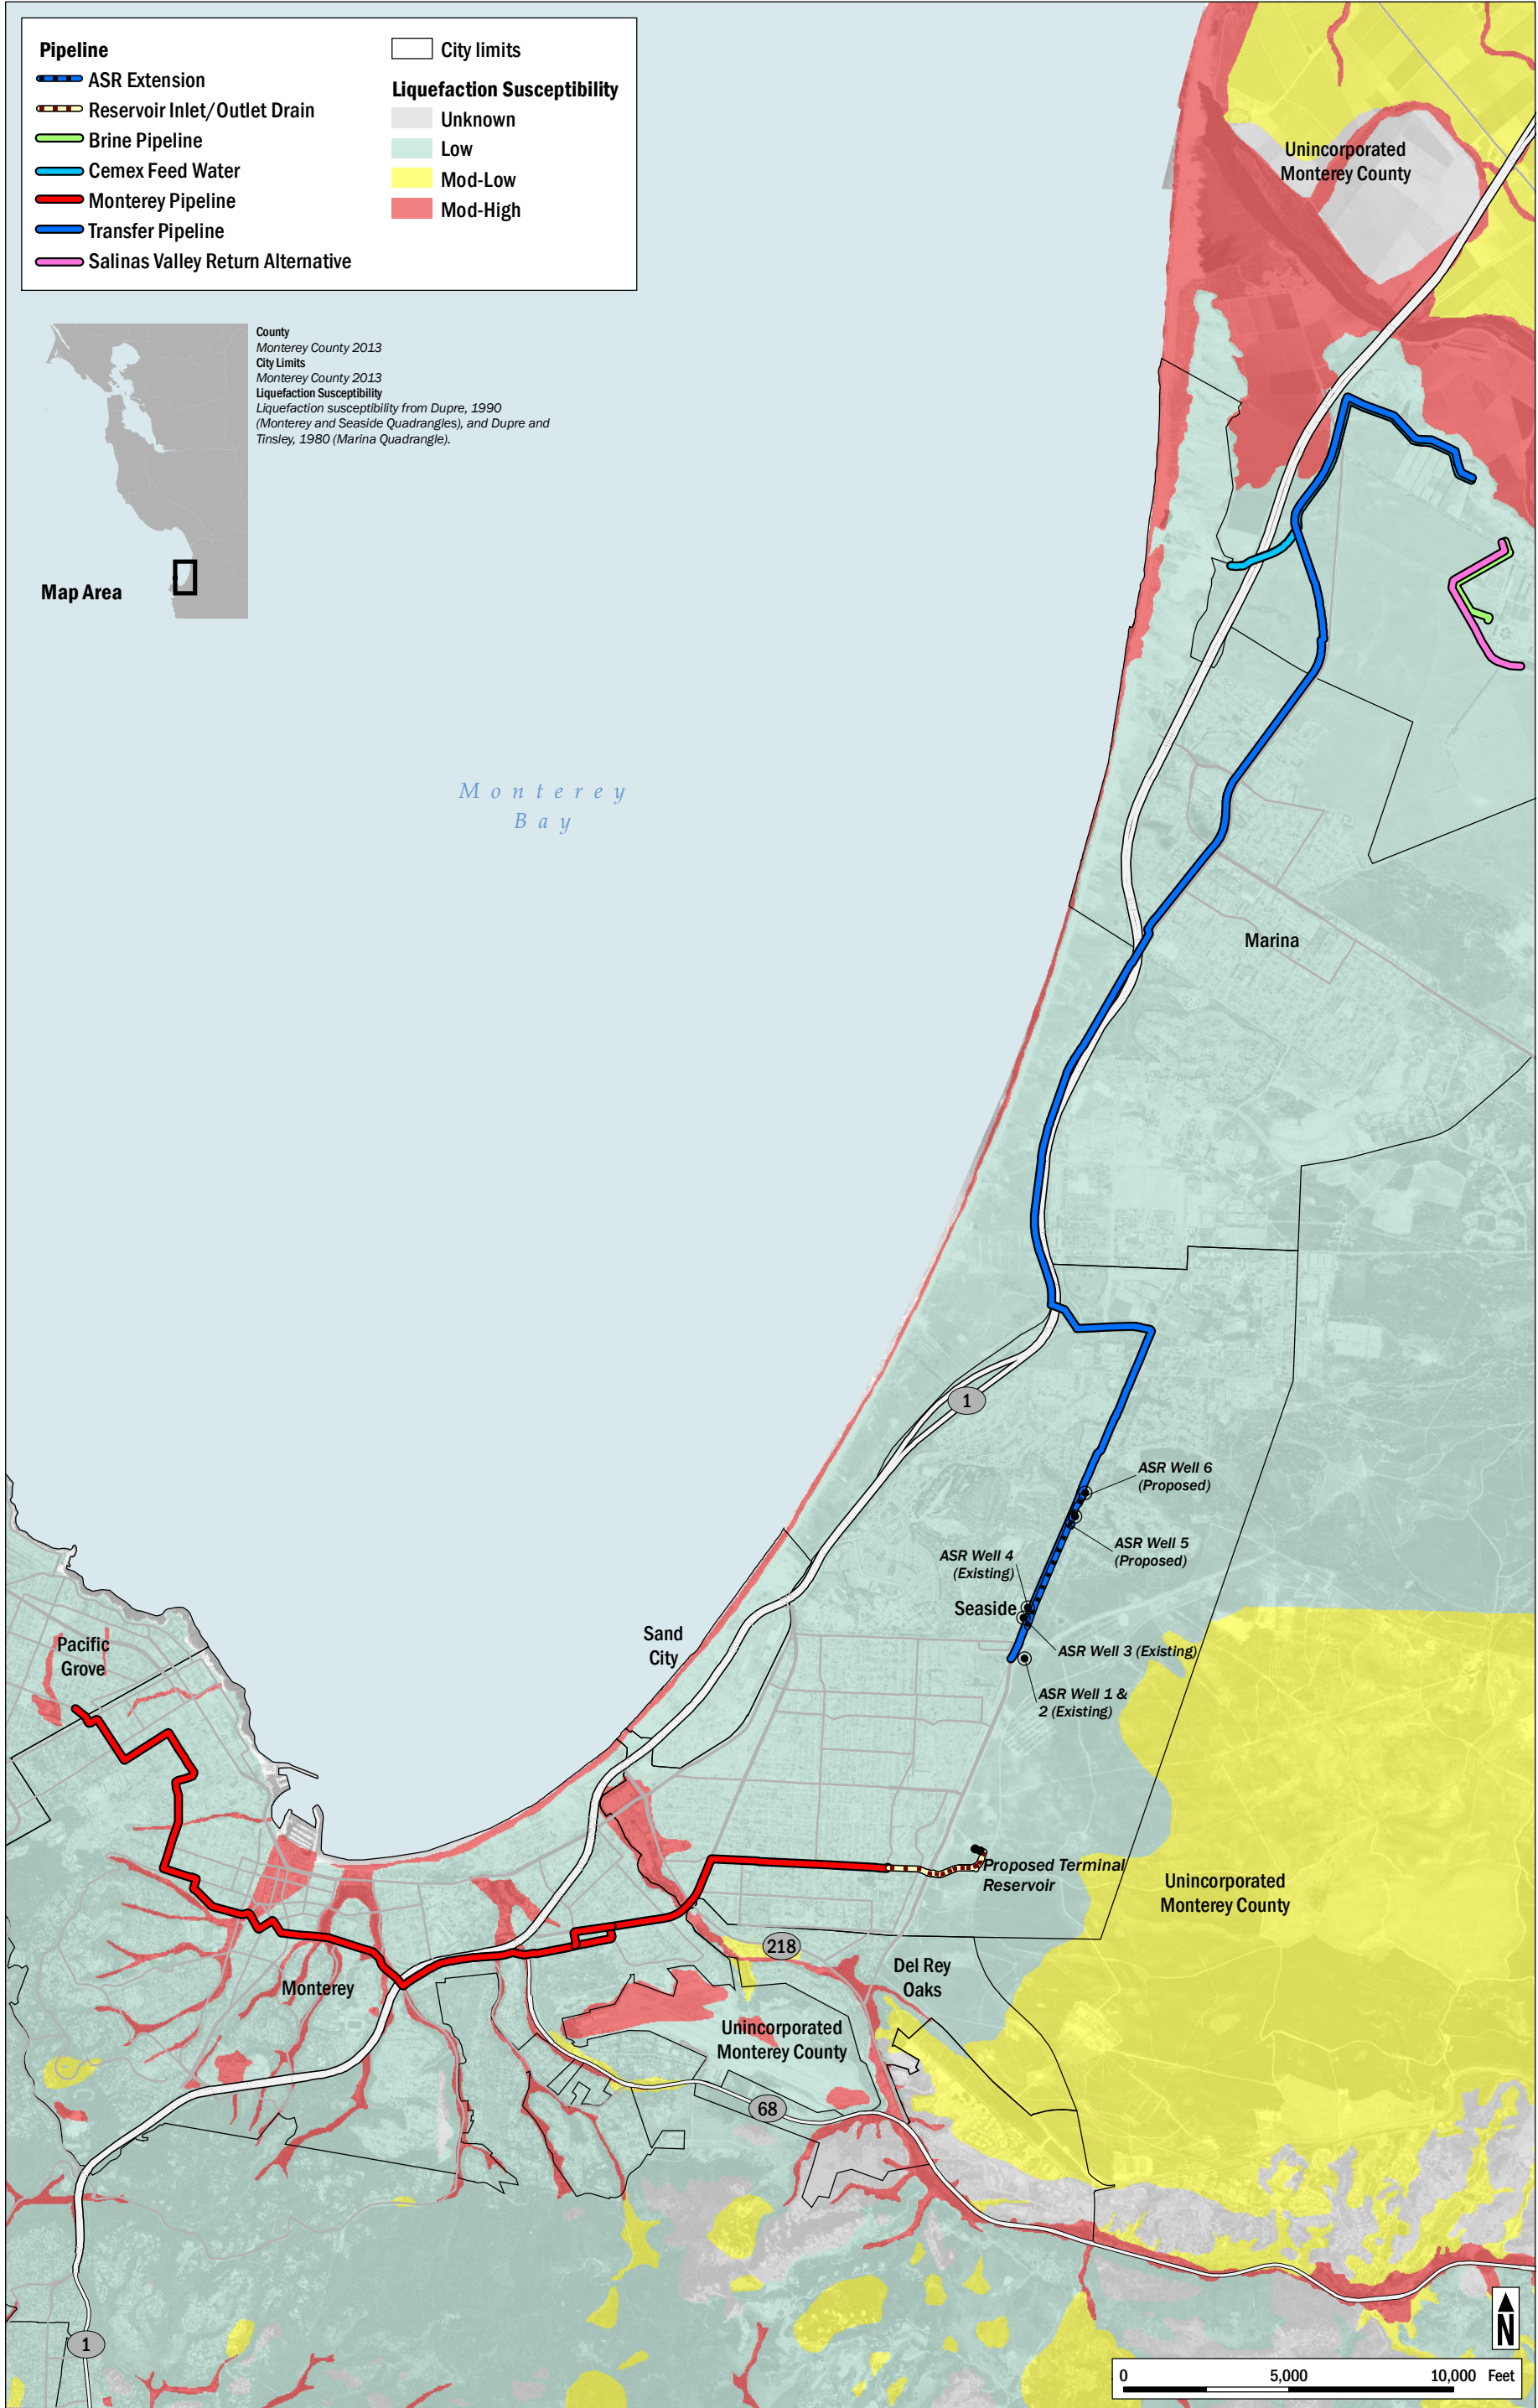 Pipeline
ASR Extension
Reservoir Inlet/Outlet Drain
Brine Pipeline
Cemex Feed Water
Monterey Pipeline
Transfer Pipeline
Salinas Valley Return Alternative
City limits
Liquefaction Susceptibility
Unknown
Low
Mod-Low
Mod-High
County
Monterey County 2013
City Limits
Monterey County 2013
Liquefaction Susceptibility
Liquefaction susceptibility from Dupre, 1990
(Monterey and Seaside Quadrangles), and Dupre and
Tinsley, 1980 (Marina Quadrangle).
Map Area
Unincorporated
Monterey County
Monterey
Bay
Marina
1
ASR Well 6
(Proposed)
ASR Well 5
(Proposed)
ASR Well 4
(Existing)
Seaside
ASR Well 3 (Existing)
ASR Well 1 &
2 (Existing)
Sand
City
Pacific
Grove
Proposed Terminal
Reservoir
Unincorporated
Monterey County
218
Del Rey
Oaks
Monterey
Unincorporated
Monterey County
68
1
N
0 5,000 10,000 Feet